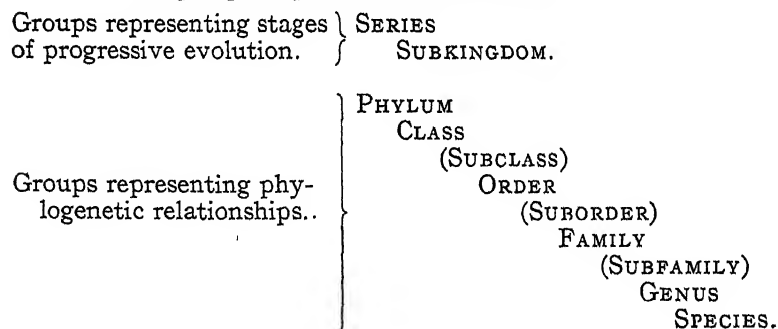 Groups representing stages
of progressive evolution.
SERIES
SUBKINGDOM.
PHYLUM
CLASS
(SUBCLASS)
ORDER
(SUBORDER)
FAMILY
(SUBFAMILY)
GENUS
SPECIES.
Groups representing phy-
logenetic relationships..